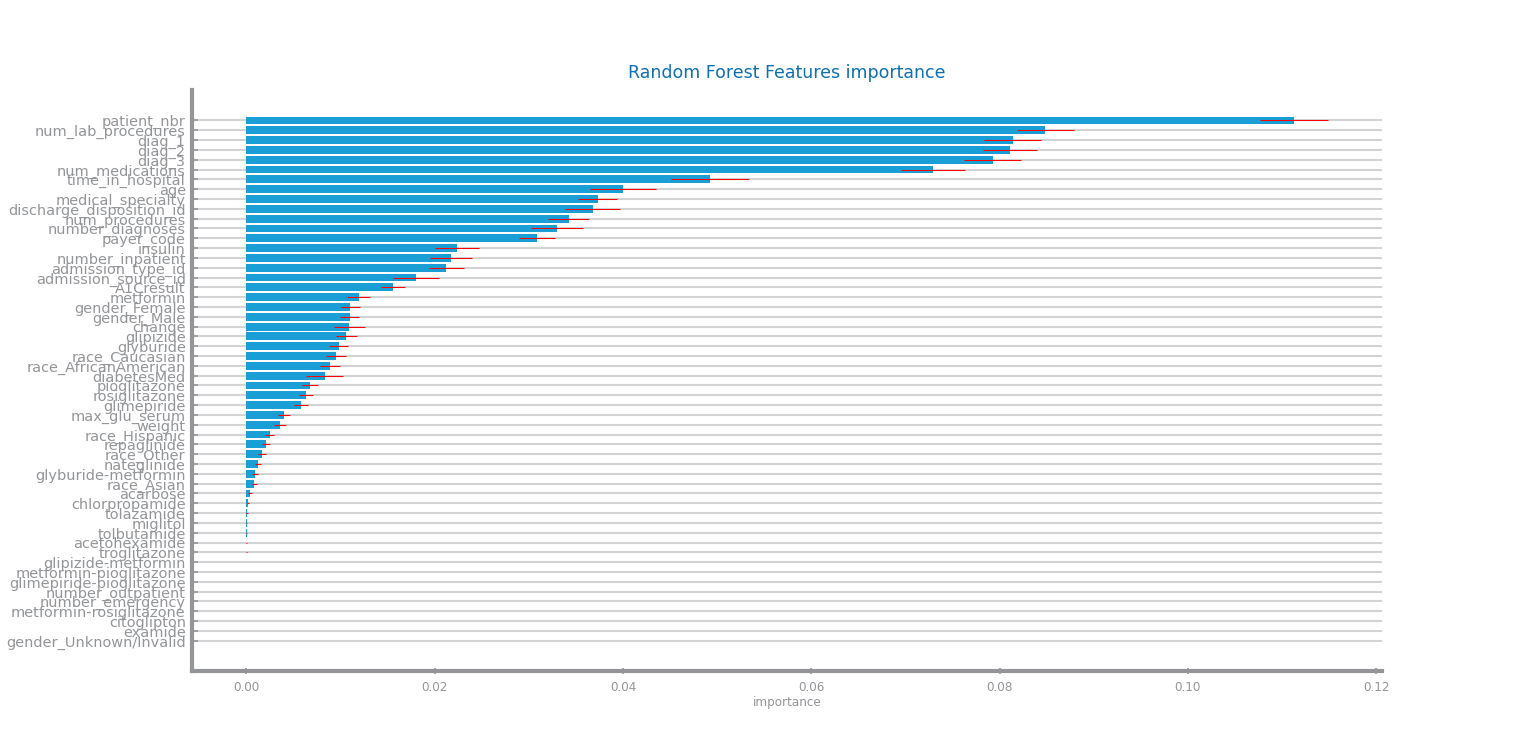 Random Forest Features importance
patient_nbr
num_lab_procedures
diag_1
diag_2
diag_3
num_medications
time_in_hospital
age
medical_specialty
discharge_disposition_id
num_procedures
number_diagnoses
payer_code
insulin
number_inpatient
admission_type_id
admission_source_id
A1Cresult
metformin
gender_Female
gender_Male
change
glipizide
glyburide
race_Caucasian
race_AfricanAmerican
diabetesMed
pioglitazone
rosiglitazone
glimepiride
max_glu_serum
weight
race_Hispanic
repaglinide
race_Other
nateglinide
glyburide-metformin
race_Asian
acarbose
chlorpropamide
tolazamide
miglitol
tolbutamide
acetohexamide
troglitazone
glipizide-metformin
metformin-pioglitazone
glimepiride-pioglitazone
number_outpatient
number_emergency
metformin-rosiglitazone
citoglipton
examide
gender_Unknown/Invalid
0.00 0.02 0.04 0.06 0.08 0.10 0.12
importance